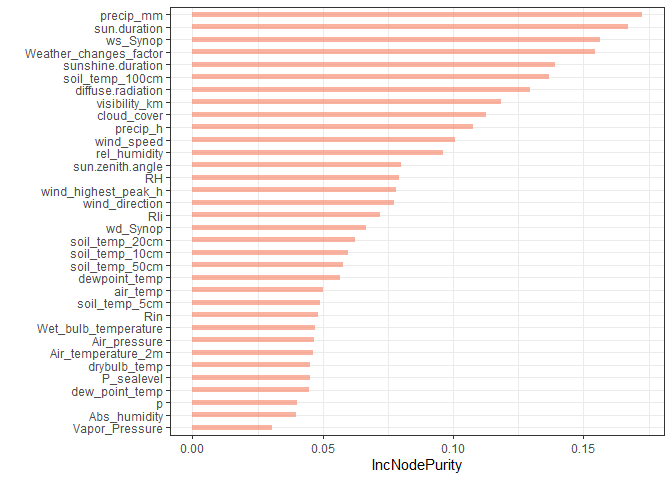 precip_mm
sun.duration
ws_Synop
Weather_changes_factor
sunshine.duration
soil_temp_100cm
diffuse.radiation
visibility_km
cloud_cover
precip_h
wind_speed
rel_humidity
sun.zenith.angle
RH
wind_highest_peak_h
wind_direction
Rli
wd_Synop
soil_temp_20cm
soil_temp_10cm
soil_temp_50cm
dewpoint_temp
air_temp
soil_temp_5cm
Rin
Wet_bulb_temperature
Air_pressure
Air_temperature_2m
drybulb_temp
P_sealevel
dew_point_temp
p
Abs_humidity
Vapor_Pressure
0.00 0.05 0.10 0.15
IncNodePurity